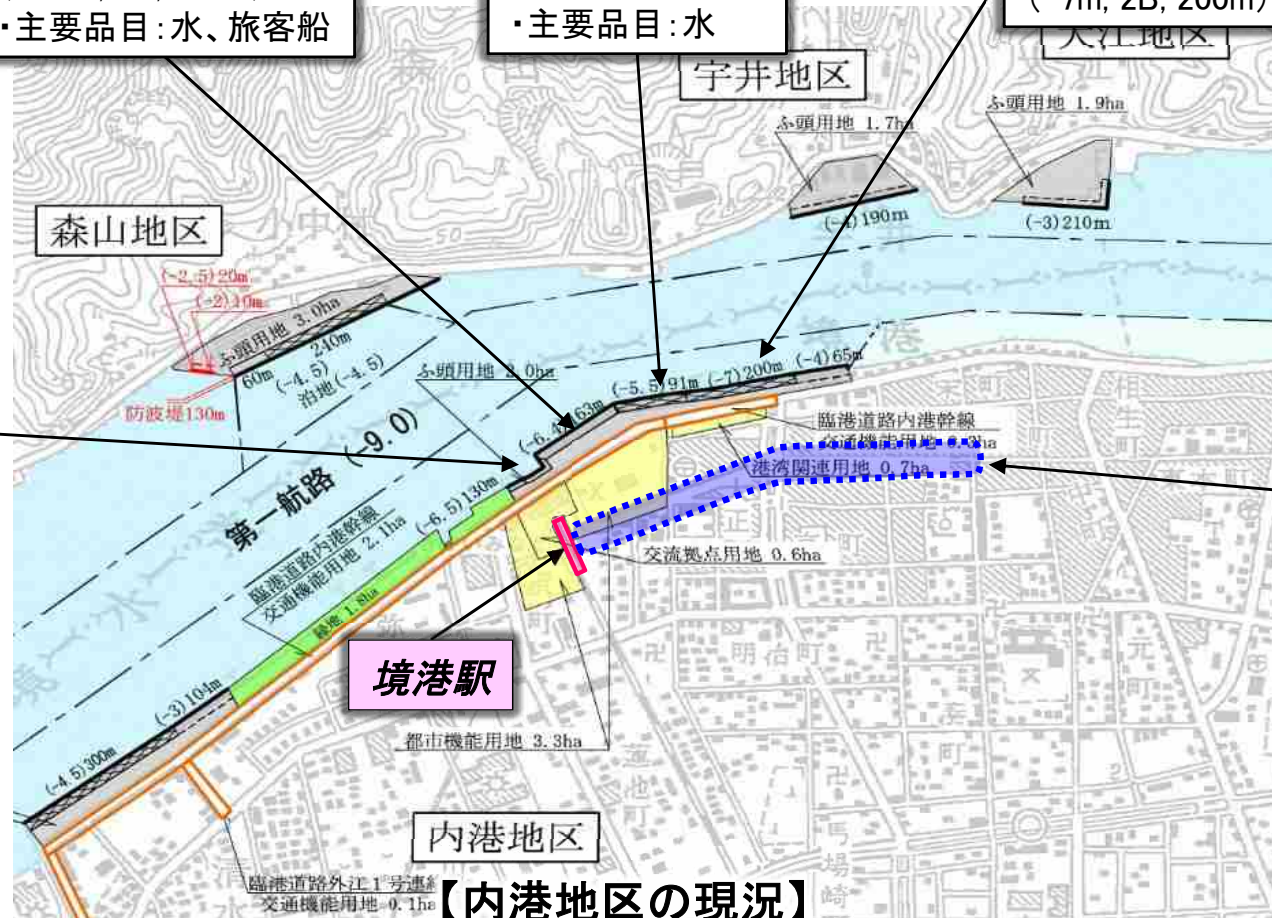 ・主要品目：水、旅客船
・主要品目：水
(-7m, 2B, 200m)
大江地区
宇井地区
ふ頭用地 1.9ha
ふ頭用地 1.7ha
(-4)190m
(-3)210m
森山地区
(-2.5)20m
(-2)10m
ふ頭用地 3.0ha
240m
60m
(-4.5)
泊地(-4.5)
防波堤130m
ふ頭用地 2.0ha
(-5.5)91m
(-7)200m
(-4)65m
(-6.4)163m
第一航路 (-9.0)
(-6.5)130m
臨港道路内港幹線
港湾関連用地 0.7ha
臨港道路内港幹線
交通機能用地 2.1ha
緑地 1.8ha
交流拠点用地 0.6ha
境港駅
都市機能用地 3.3ha
明治町
(-3)104m
(-4.5)300m
内港地区
臨港道路外江1号連絡
交通機能用地 0.1ha
【内港地区の現況】